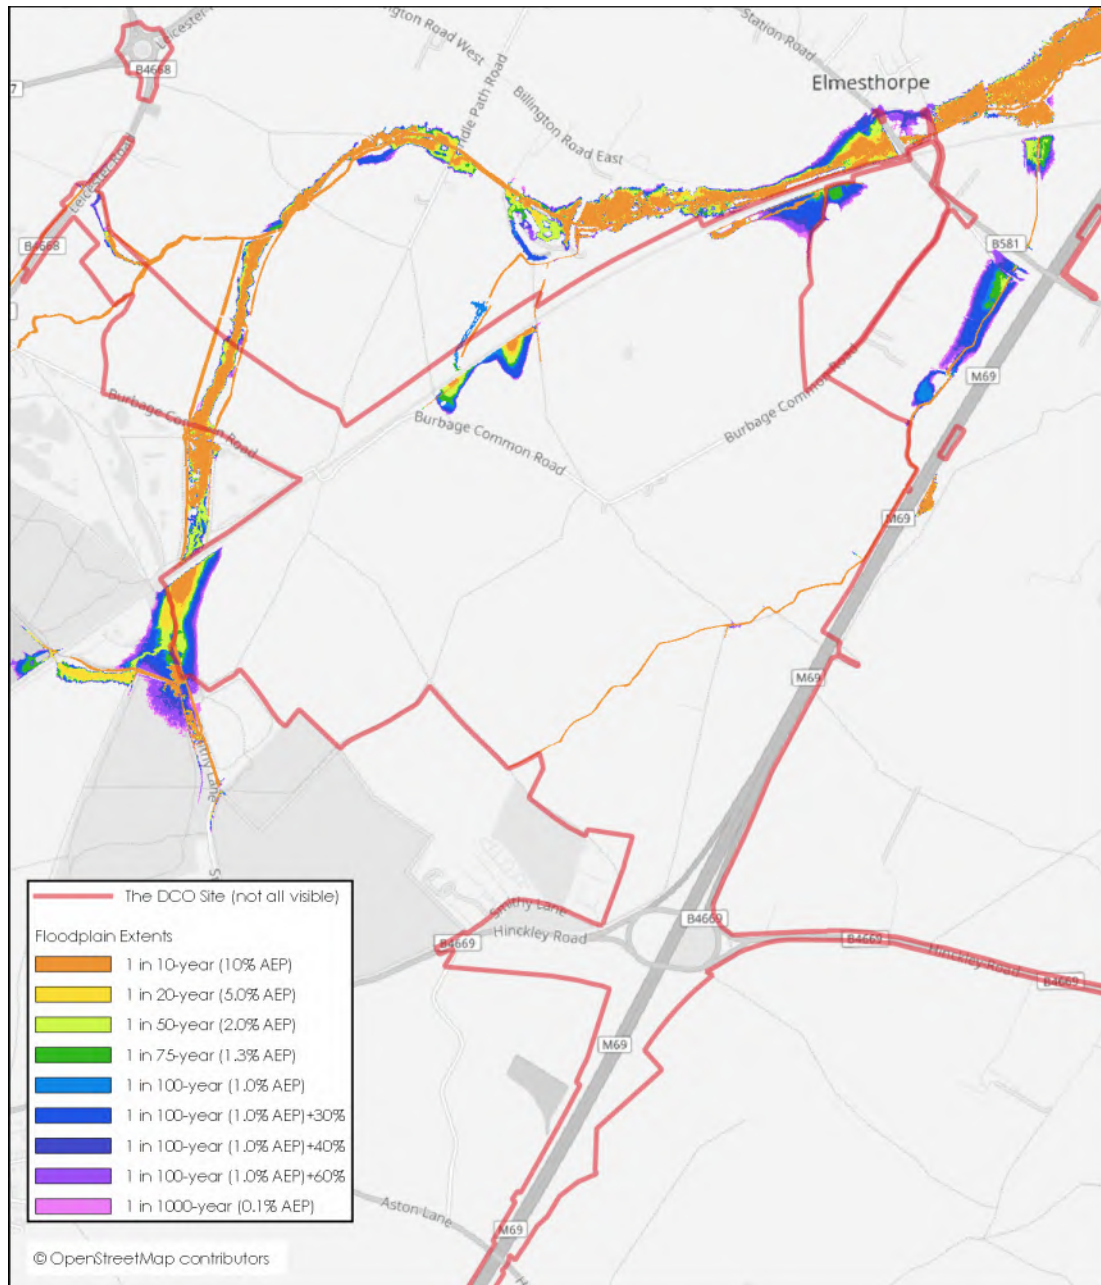 Leicester
Station Road
ington Road West
B4668
7
Elmesthorpe
dle Path Road
Billington Road East
Leicester Road
B4668
B581
M69
Burbage Common Road
Burbage Common Road
Burbage Common Road
M69
M69
ithy Lane
The DCO Site (not all visible)
Floodplain Extents
1 in 10-year (10% AEP)
1 in 20-year (5.0% AEP)
1 in 50-year (2.0% AEP)
1 in 75-year (1.3% AEP)
1 in 100-year (1.0% AEP)
1 in 100-year (1.0% AEP)+30%
1 in 100-year (1.0% AEP)+40%
1 in 100-year (1.0% AEP)+60%
1 in 1000-year (0.1% AEP)
Smithy Lane
B4669
Hinckley Road
B4669
B4669
Hinckley Road
B4669
M69
Aston Lane
M69
© OpenStreetMap contributors